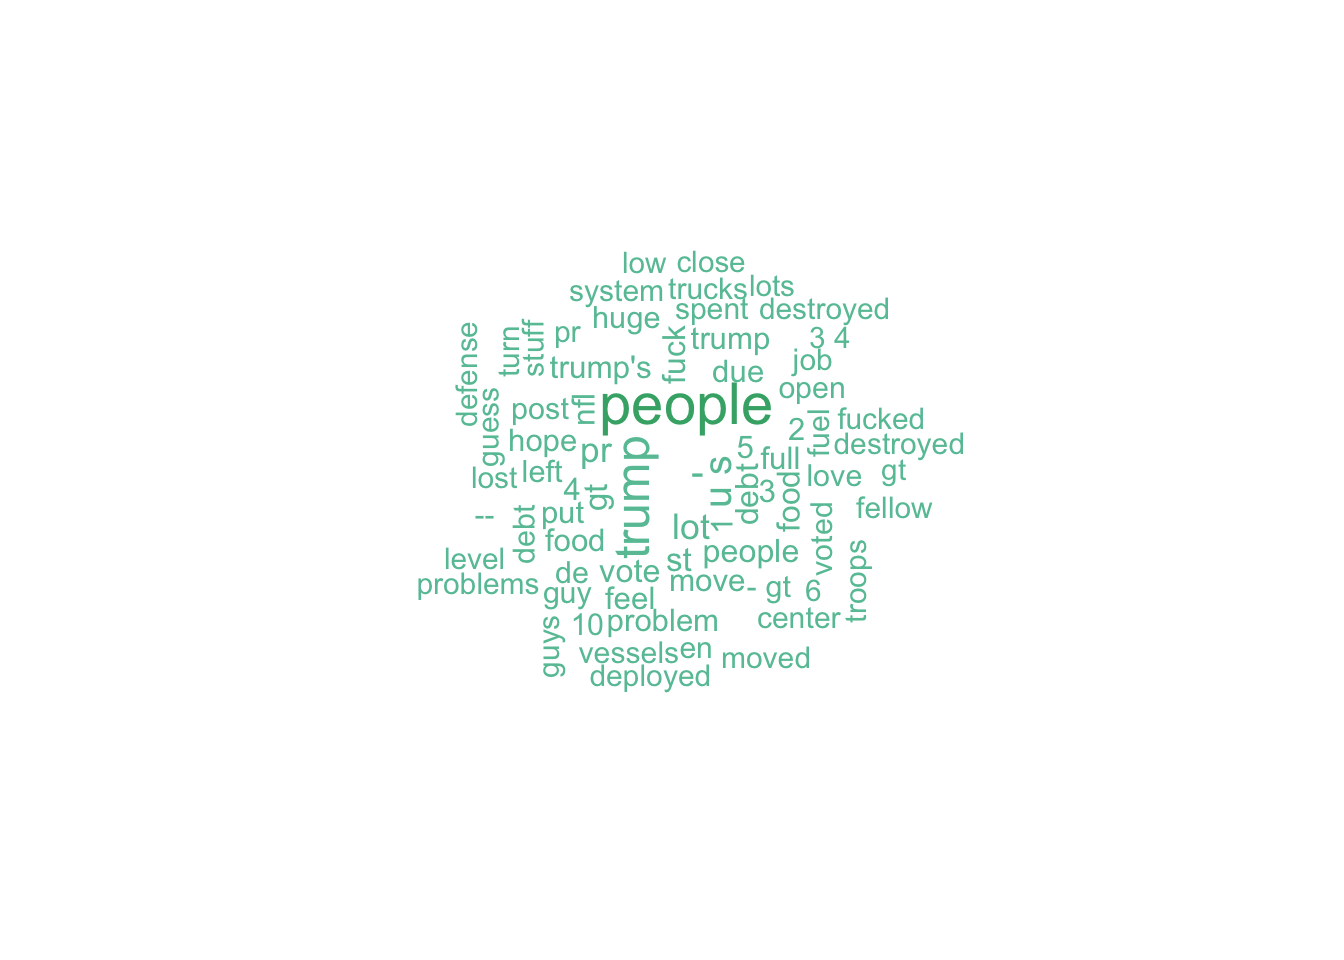 low close
system trucks lots
huge spent destroyed
defense turn stuff pr fuck trump 3 4
trump's due job
guess post nfl people 2 open
hope pr trump - u s 5 full fuel fucked
destroyed
lost left 4 gt debt 3 food love gt
-- debt put lot 1 voted fellow
food st people
level de vote move - gt 6 troops
problems guy feel
guys 10 problem center
vessels en moved
deployed